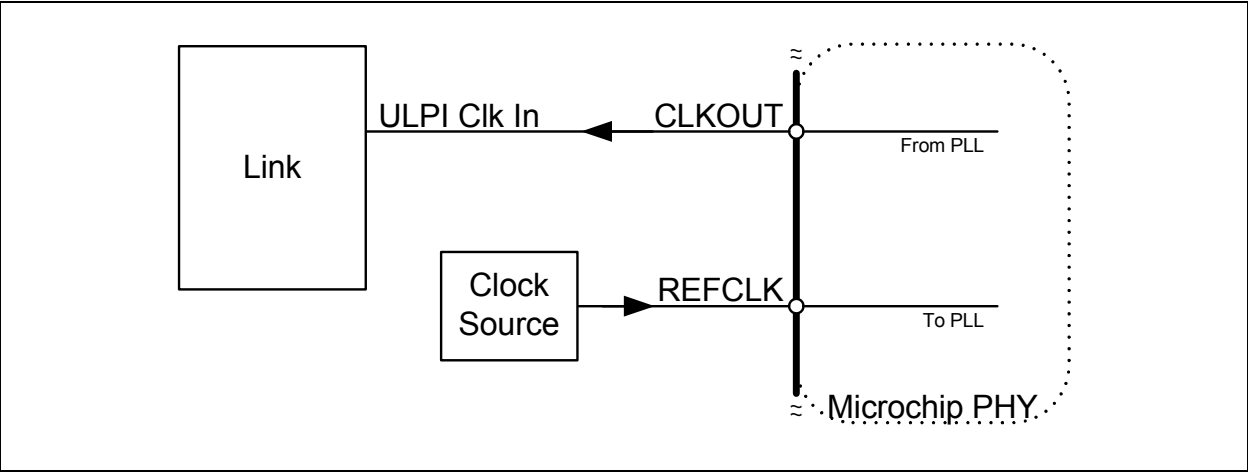 ULPI Clk In
CLKOUT
From PLL
Link
Clock
Source
REFCLK
To PLL
Microchip PHY